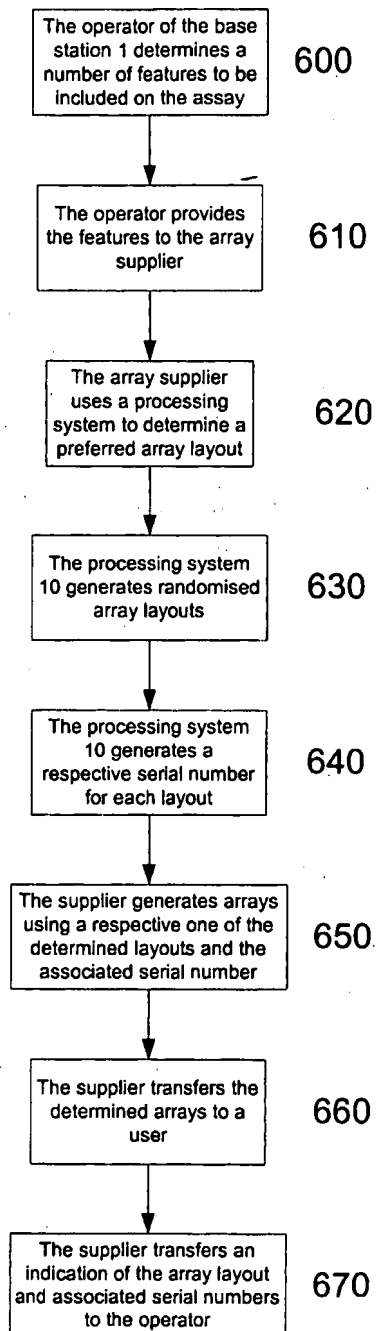 The operator of the base
station 1 determines a
number of features to be
included on the assay
600
The operator provides
the features to the array
supplier
610
The array supplier
uses a processing
system to determine a
preferred array layout
620
The processing system
10 generates randomised
array layouts
630
The processing system
10 generates a
respective serial number
for each layout
640
The supplier generates arrays
using a respective one of the
determined layouts and the
associated serial number
650
The supplier transfers the
determined arrays to a
user
660
The supplier transfers an
indication of the array layout
and associated serial numbers
to the operator
670